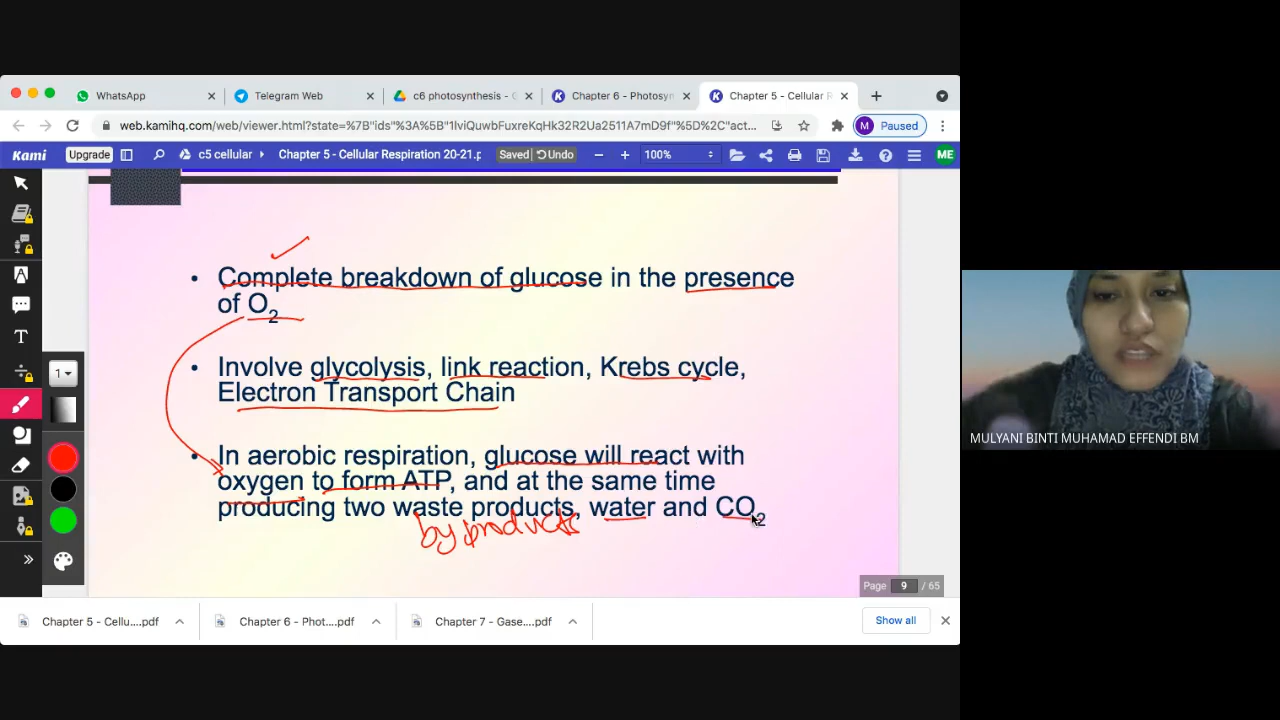 WhatsApp
Telegram Web
c6 photosynthesis - G
Chapter 6 - Photosyn
Chapter 5 - Cellular R
web.kamihq.com/web/viewer.html?state=%7B"ids"%3A%5B"1lviQuwbFuxreKqHk32R2Ua2511A7mD9f"%5D%2C"act...
M Paused
Kami Upgrade c5 cellular Chapter 5 - Cellular Respiration 20-21.p Saved Undo 100% ME
• Complete breakdown of glucose in the presence
of O2
• Involve glycolysis, link reaction, Krebs cycle,
Electron Transport Chain
• In aerobic respiration, glucose will react with
oxygen to form ATP, and at the same time
producing two waste products, water and CO2
by products
A
T
1
Page 9 / 65
Chapter 5 - Cellu....pdf
Chapter 6 - Phot....pdf
Chapter 7 - Gase....pdf
Show all
MULYANI BINTI MUHAMAD EFFENDI BM